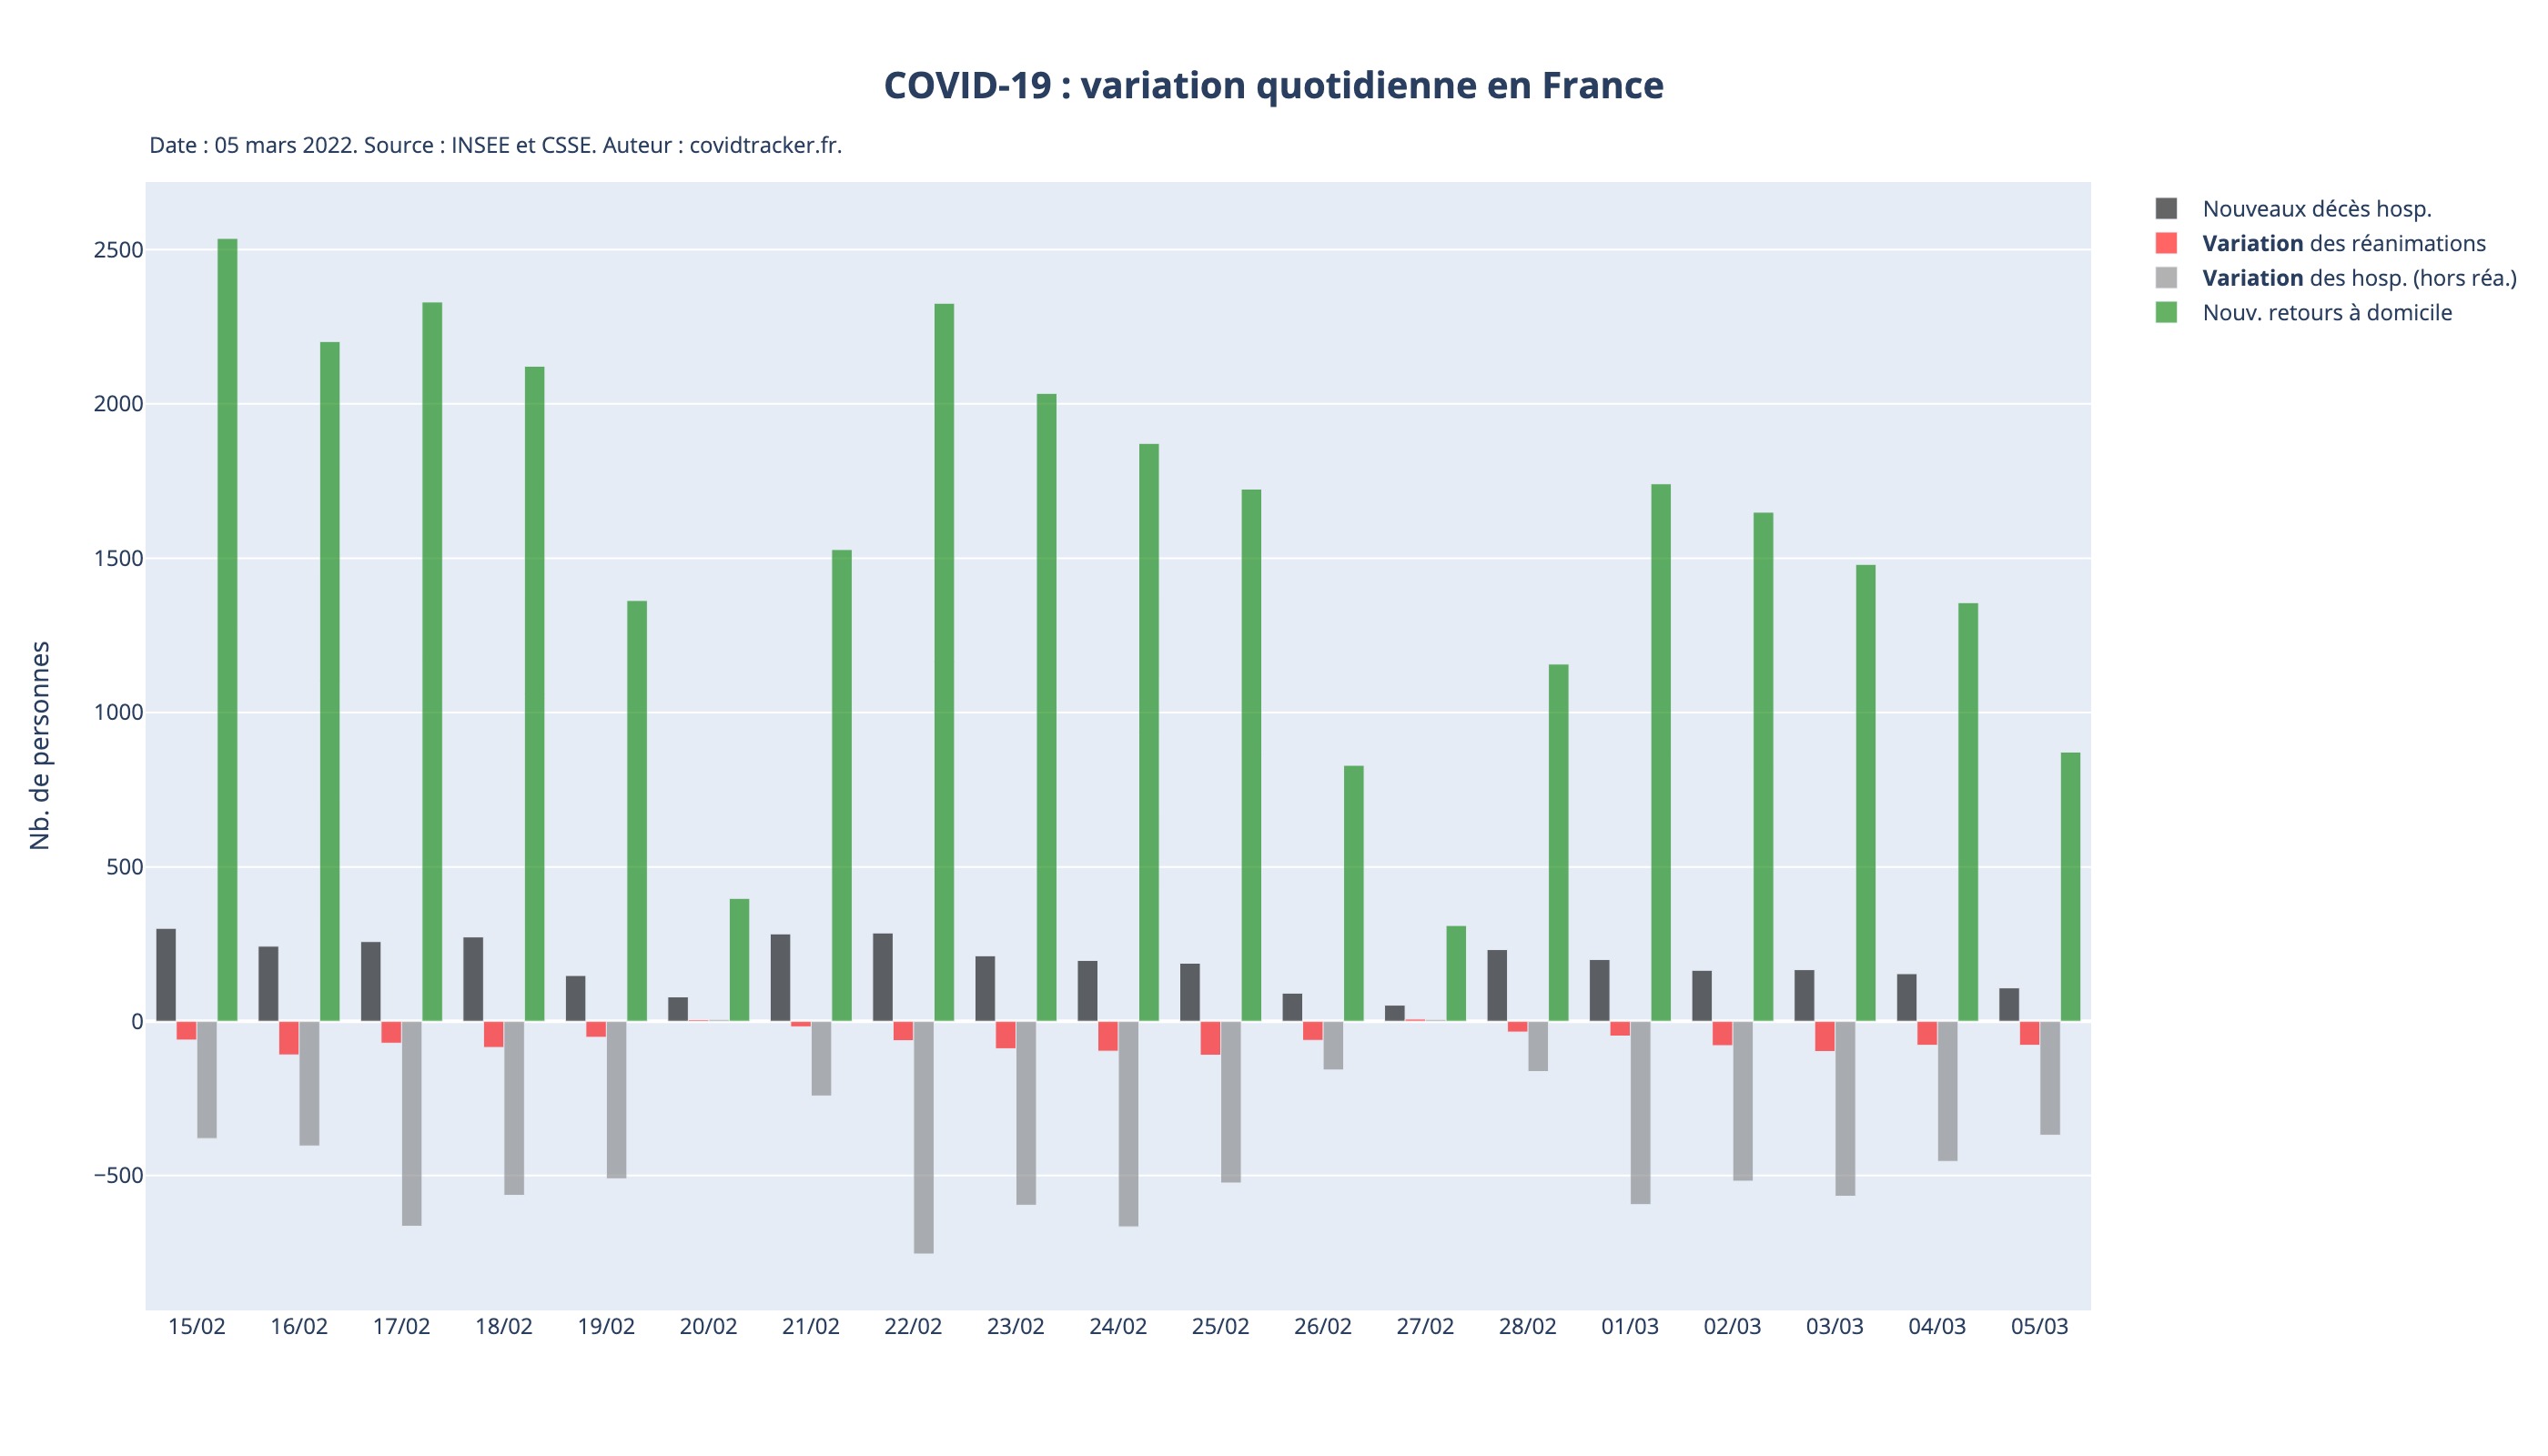 COVID-19 : variation quotidienne en France
Date : 05 mars 2022. Source : INSEE et CSSE. Auteur : covidtracker.fr.
Nouveaux décès hosp.
Variation des réanimations
Variation des hosp. (hors réa.)
Nouv. retours à domicile
Nb. de personnes
2500
2000
1500
1000
500
0
−500
15/02 16/02 17/02 18/02 19/02 20/02 21/02 22/02 23/02 24/02 25/02 26/02 27/02 28/02 01/03 02/03 03/03 04/03 05/03